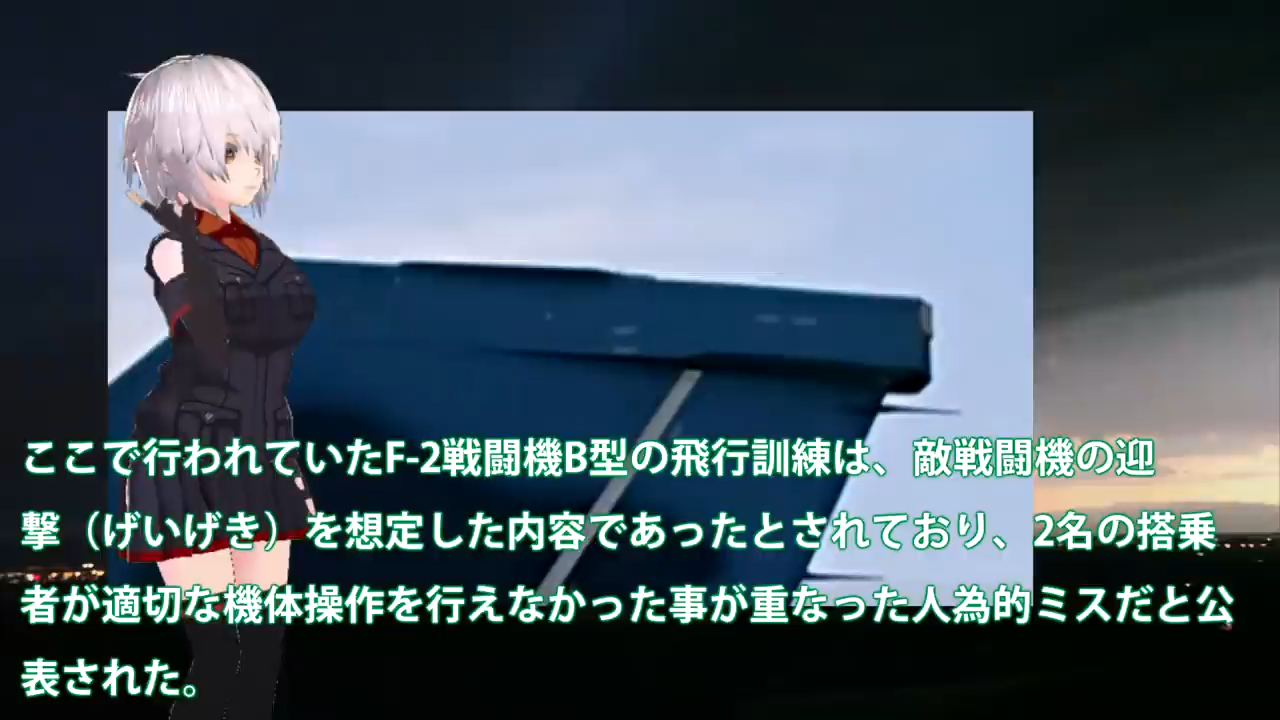 ここで行われていたF-2戦闘機B型の飛行訓練は、敵戦闘機の迎
撃（げいげき）を想定した内容であったとされており、2名の搭乗
者が適切な機体操作を行えなかった事が重なった人為的ミスだと公
表された。